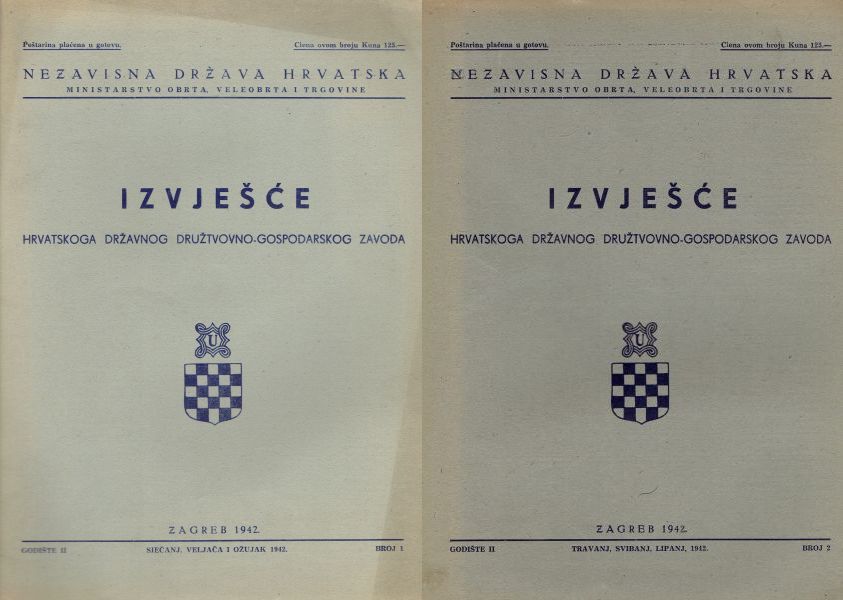 Poštarina plaćena u gotovu. Ciena ovom broju Kuna 125.—
NEZAVISNA DRŽAVA HRVATSKA
MINISTARSTVO OBRTA, VELEOBRTA I TRGOVINE
IZVJEŠĆE
HRVATSKOGA DRŽAVNOG DRUŽTVOVNO-GOSPODARSKOG ZAVODA
U
ZAGREB 1942.
GODIŠTE II SIEČANJ, VELJAČA I OŽUJAK 1942. BROJ 1
Poštarina plaćena u gotovu. Ciena ovom broju Kuna 125.—
NEZAVISNA DRŽAVA HRVATSKA
MINISTARSTVO OBRTA, VELEOBRTA I TRGOVINE
IZVJEŠĆE
HRVATSKOGA DRŽAVNOG DRUŽTVOVNO-GOSPODARSKOG ZAVODA
U
ZAGREB 1942.
GODIŠTE II TRAVANJ, SVIBANJ, LIPANJ, 1942. BROJ 2